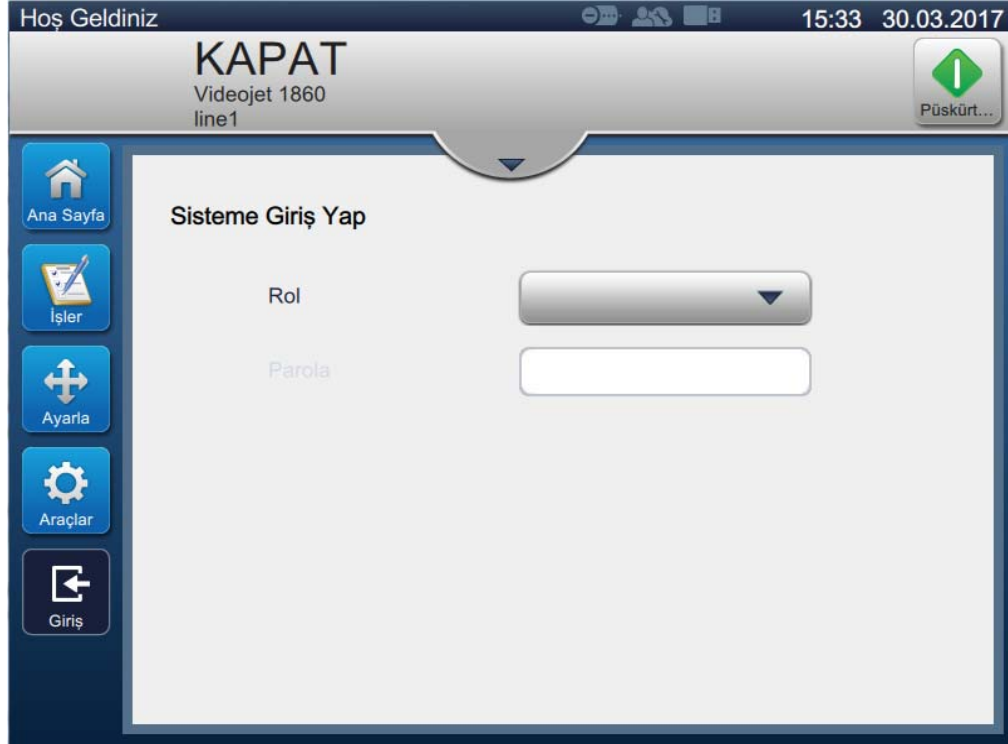 Hoş Geldiniz 15:33 30.03.2017
KAPAT
Videojet 1860
line1
Püskürt...
Ana Sayfa
İşler
Ayarla
Araçlar
Giriş
Sisteme Giriş Yap
Rol
Parola